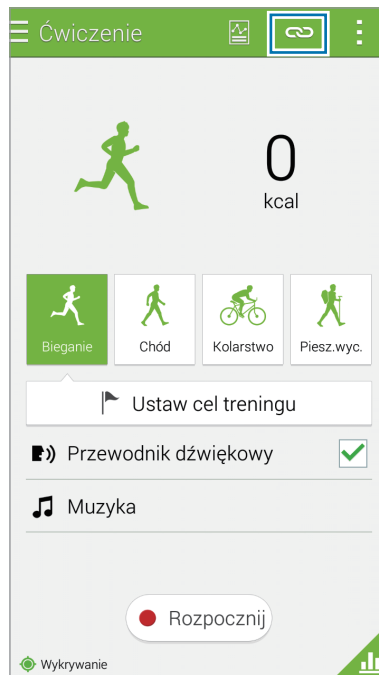 Ćwiczenie
0
kcal
Bieganie
Chód
Kolarstwo
Piesz.wyc.
Ustaw cel treningu
Przewodnik dźwiękowy
Muzyka
Rozpocznij
Wykrywanie